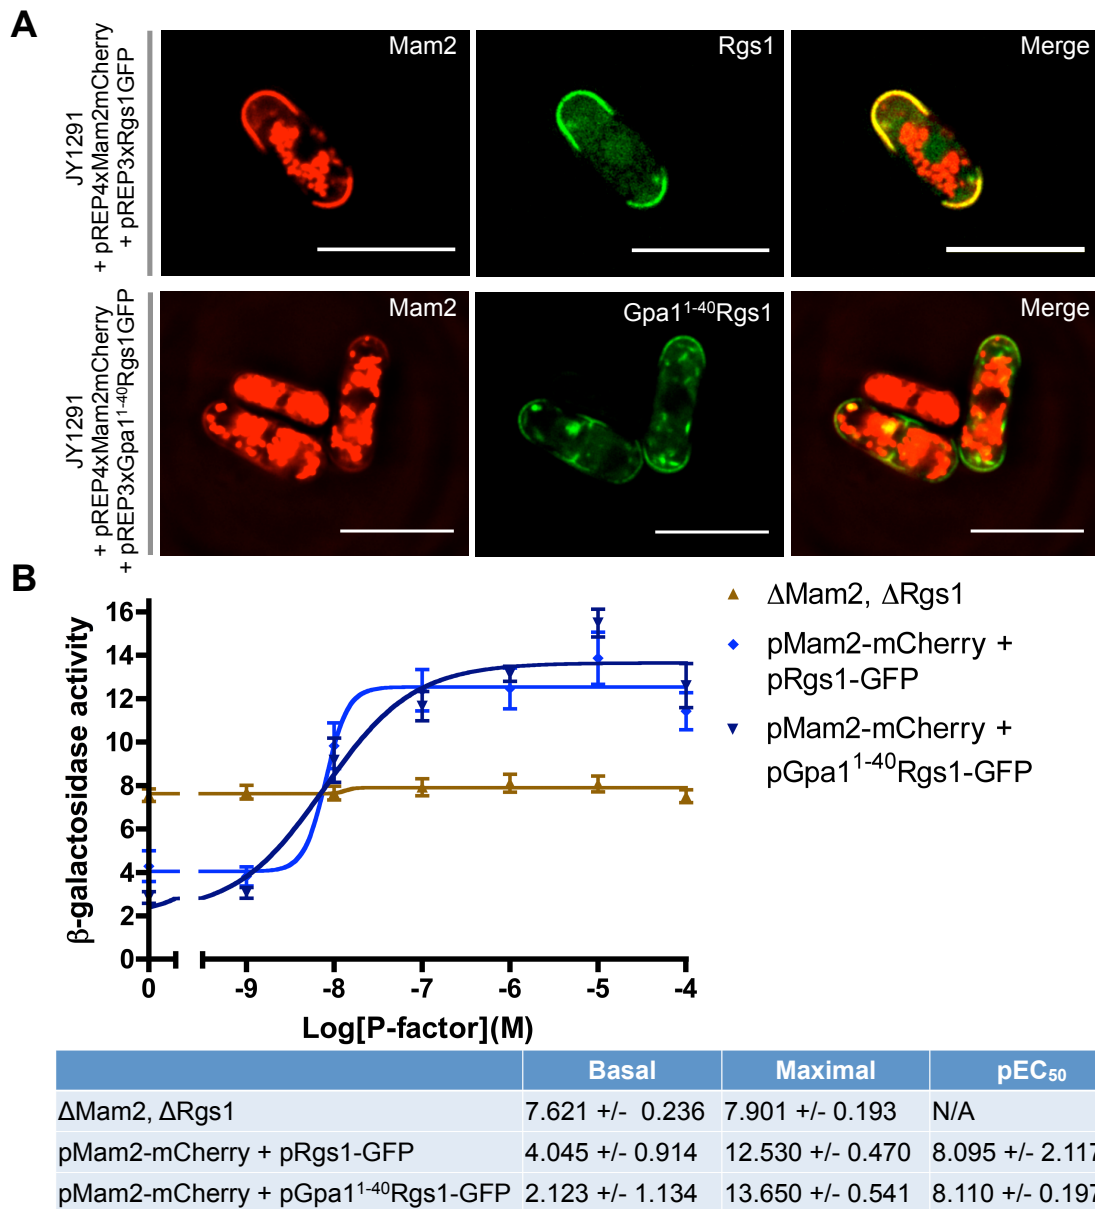 A
JY1291
+ pREP4xMam2mCherry
+ pREP3xRgs1GFP
Mam2
Rgs1
Merge
JY1291
+ pREP4xMam2mCherry
+ pREP3xGpa1¹⁻⁴⁰Rgs1GFP
Mam2
Gpa1¹⁻⁴⁰Rgs1
Merge
B
β-galactosidase activity
16
14
12
10
8
6
4
2
0
0 -9 -8 -7 -6 -5 -4
Log[P-factor](M)
ΔMam2, ΔRgs1
pMam2-mCherry +
pRgs1-GFP
pMam2-mCherry +
pGpa1¹⁻⁴⁰Rgs1-GFP
Basal Maximal pEC₅₀
ΔMam2, ΔRgs1 7.621 +/- 0.236 7.901 +/- 0.193 N/A
pMam2-mCherry + pRgs1-GFP 4.045 +/- 0.914 12.530 +/- 0.470 8.095 +/- 2.117
pMam2-mCherry + pGpa1¹⁻⁴⁰Rgs1-GFP 2.123 +/- 1.134 13.650 +/- 0.541 8.110 +/- 0.197